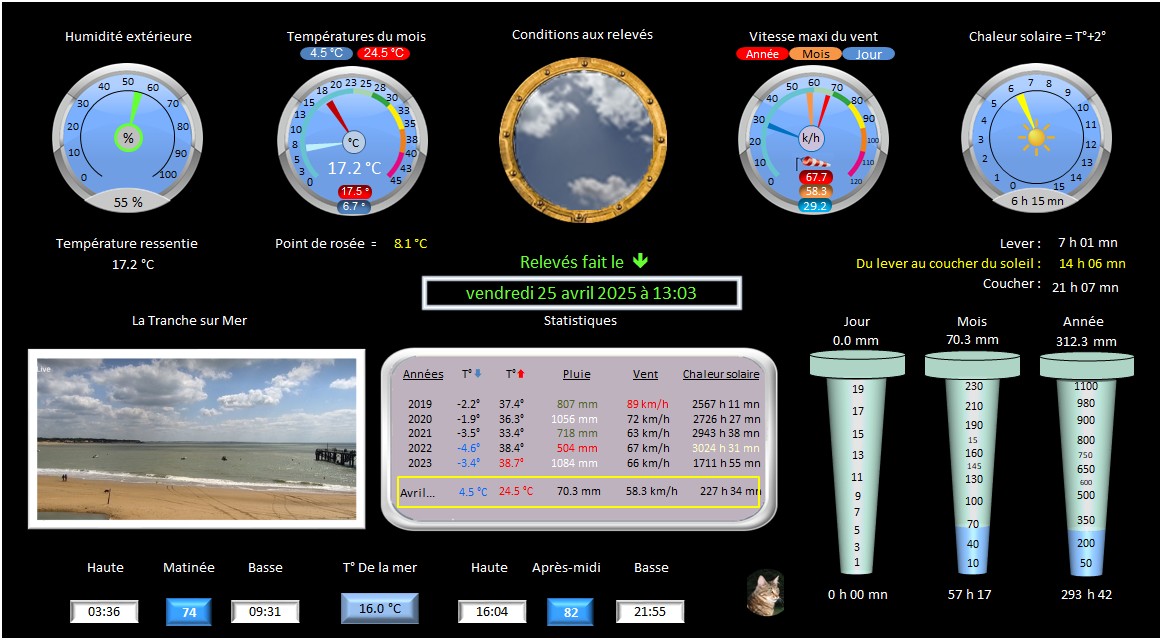 Humidité extérieure
Températures du mois
4.5 °C 24.5 °C
Conditions aux relevés
Vitesse maxi du vent
Année Mois Jour
Chaleur solaire = T°+2°
0 10 20 30 40 50 60 70 80 90 100
%
55 %
0 3 5 8 10 13 15 18 20 23 25 28 30 33 35 38 40 43 45
°C
17.2 °C
17.5 °
6.7 °
0 10 20 30 40 50 60 70 80 90 100 110 120
k/h
67.7
58.3
29.2
0 1 2 3 4 5 6 7 8 9 10 11 12 13 14 15
6 h 15 mn
Température ressentie
17.2 °C
Point de rosée = 8.1 °C
Relevés fait le
vendredi 25 avril 2025 à 13:03
Lever : 7 h 01 mn
Du lever au coucher du soleil : 14 h 06 mn
Coucher : 21 h 07 mn
La Tranche sur Mer
Live
Statistiques
Années T° T° Pluie Vent Chaleur solaire
2019 -2.2° 37.4° 807 mm 89 km/h 2567 h 11 mn
2020 -1.9° 36.3° 1056 mm 72 km/h 2726 h 27 mn
2021 -3.5° 33.4° 718 mm 63 km/h 2943 h 38 mn
2022 -4.6° 38.4° 504 mm 67 km/h 3024 h 31 mn
2023 -3.4° 38.7° 1084 mm 66 km/h 1711 h 55 mn
Avril... 4.5 °C 24.5 °C 70.3 mm 58.3 km/h 227 h 34 mn
Jour
0.0 mm
19
17
15
13
11
9
7
5
3
1
0 h 00 mn
Mois
70.3 mm
230
210
190
15
160
145
130
100
70
40
10
57 h 17
Année
312.3 mm
1100
980
900
800
750
650
600
500
350
200
50
293 h 42
Haute Matinée Basse T° De la mer Haute Après-midi Basse
03:36 74 09:31 16.0 °C 16:04 82 21:55